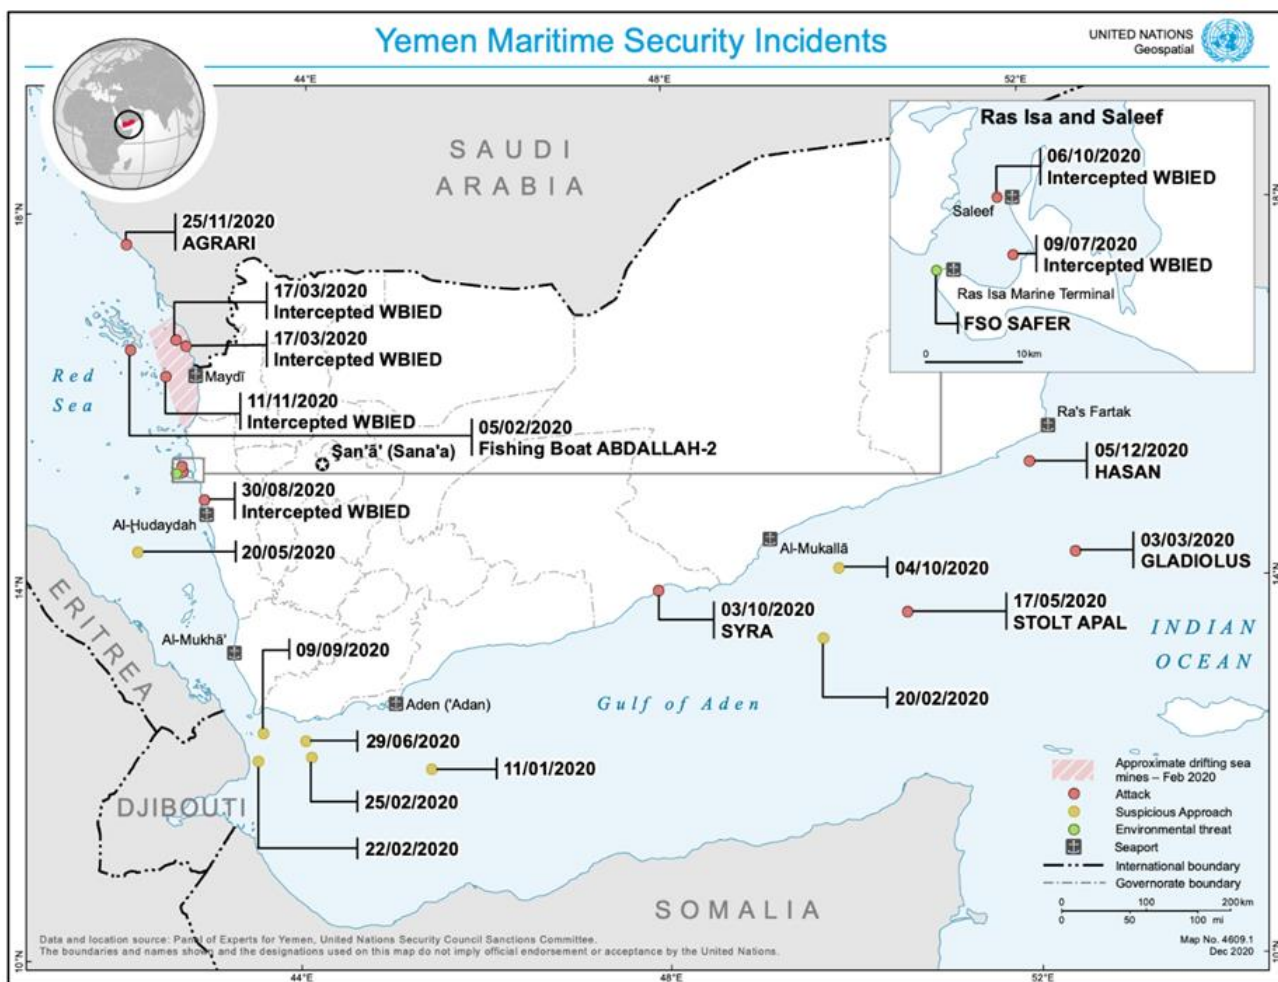 Yemen Maritime Security Incidents
UNITED NATIONS
Geospatial
44°E
48°E
52°E
SAUDI
ARABIA
Ras Isa and Saleef
06/10/2020
Intercepted WBIED
Saleef
09/07/2020
Intercepted WBIED
Ras Isa Marine Terminal
FSO SAFER
0
10km
18°N
18°N
25/11/2020
AGRARI
17/03/2020
Intercepted WBIED
17/03/2020
Intercepted WBIED
Red
Sea
Maydī
11/11/2020
Intercepted WBIED
05/02/2020
Fishing Boat ABDALLAH-2
Şan'ā' (Sana'a)
Ra's Fartak
05/12/2020
HASAN
30/08/2020
Intercepted WBIED
Al-Ḩudaydah
20/05/2020
Al-Mukallā
04/10/2020
03/03/2020
GLADIOLUS
14°N
14°N
ERITREA
03/10/2020
SYRA
17/05/2020
STOLT APAL
INDIAN
OCEAN
Al-Mukhā'
09/09/2020
20/02/2020
Aden ('Adan)
Gulf of Aden
29/06/2020
11/01/2020
25/02/2020
DJIBOUTI
22/02/2020
SOMALIA
Approximate drifting sea
mines – Feb 2020
Attack
Suspicious Approach
Environmental threat
Seaport
International boundary
Governorate boundary
0 100 200km
0 50 100 mi
Data and location source: Panel of Experts for Yemen, United Nations Security Council Sanctions Committee.
The boundaries and names shown and the designations used on this map do not imply official endorsement or acceptance by the United Nations.
Map No. 4609.1
Dec 2020
10°N
10°N
44°E
48°E
52°E